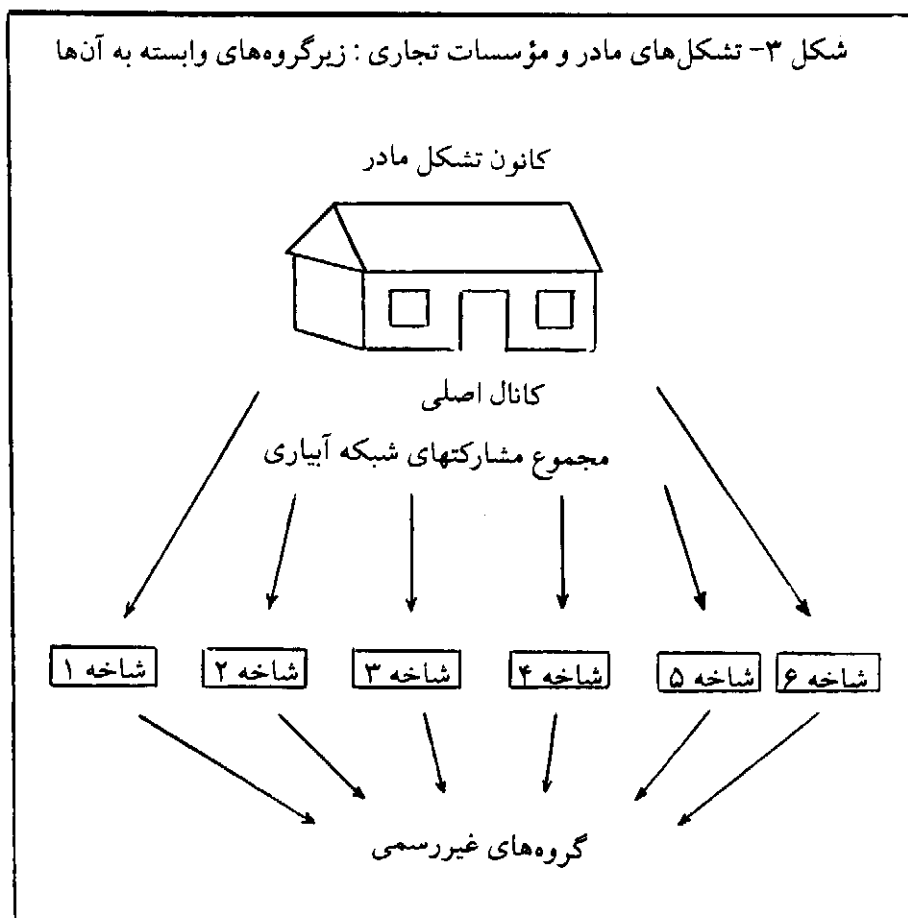 شکل ۳- تشکل‌های مادر و مؤسسات تجاری : زیرگروه‌های وابسته به آن‌ها
کانون تشکل مادر
کانال اصلی
مجموع مشارکتهای شبکه آبیاری
شاخه ۶ شاخه ۵ شاخه ۴ شاخه ۳ شاخه ۲ شاخه ۱
گروه‌های غیررسمی